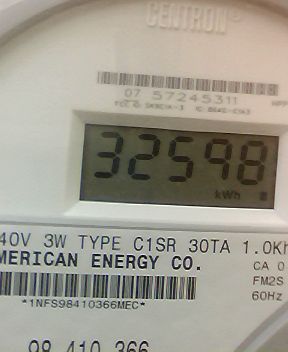 CENTRON®
07 57245311
32598
kWh
40V 3W TYPE C1SR 30TA 1.0Kh
MERICAN ENERGY CO.
CA 0
FM2S
60Hz
*1NFS98410366MEC*
98 410 366